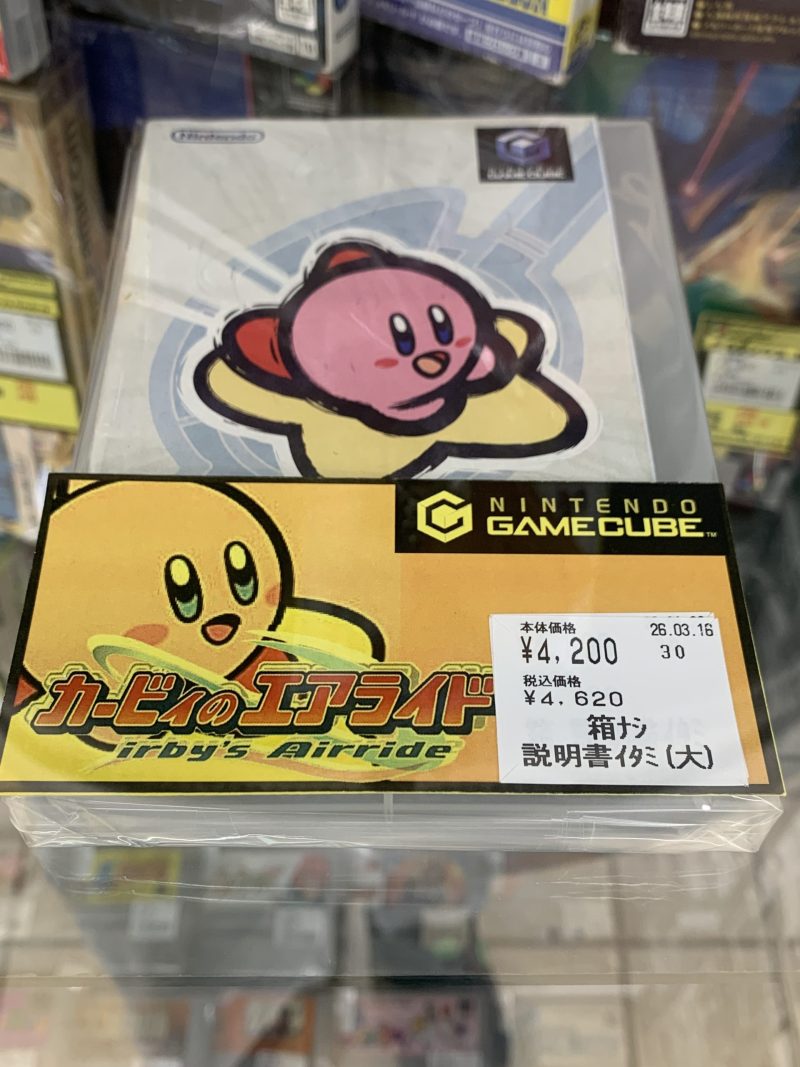 Nintendo
NINTENDO
GAMECUBE
NINTENDO
GAMECUBE™
カービィのエアライド
irby's Airride
本体価格 26.03.16
¥4,200 30
税込価格
¥4,620
箱ナシ
説明書イタミ(大)